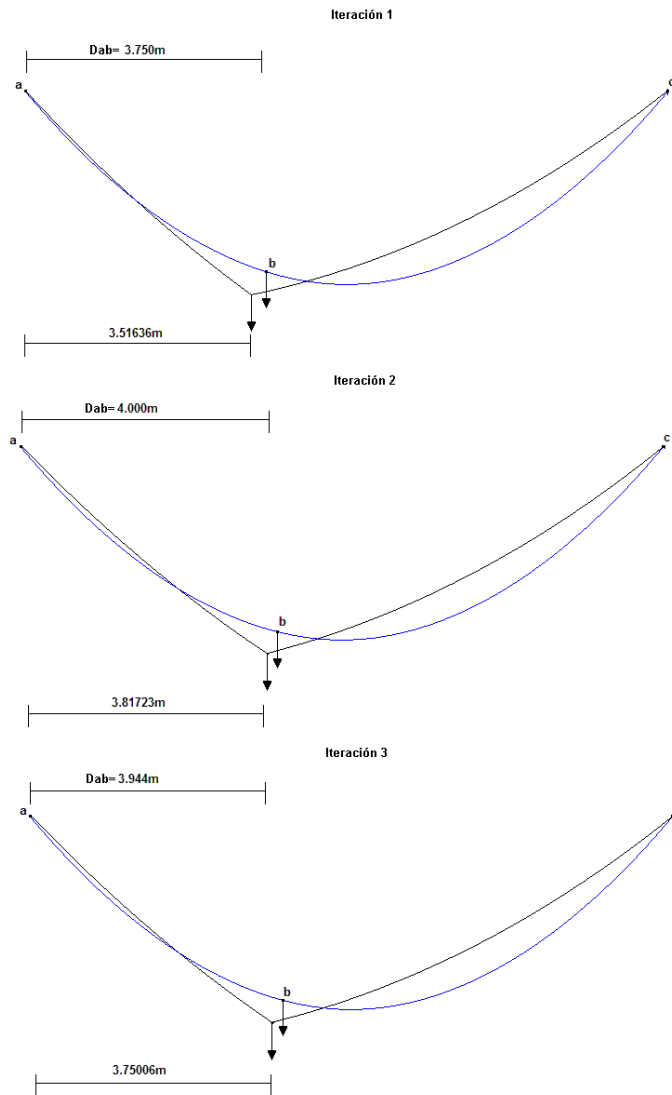 Iteración 1
Dab= 3.750m
a
c
b
3.51636m
Iteración 2
Dab= 4.000m
a
c
b
3.81723m
Iteración 3
Dab= 3.944m
a
b
3.75006m